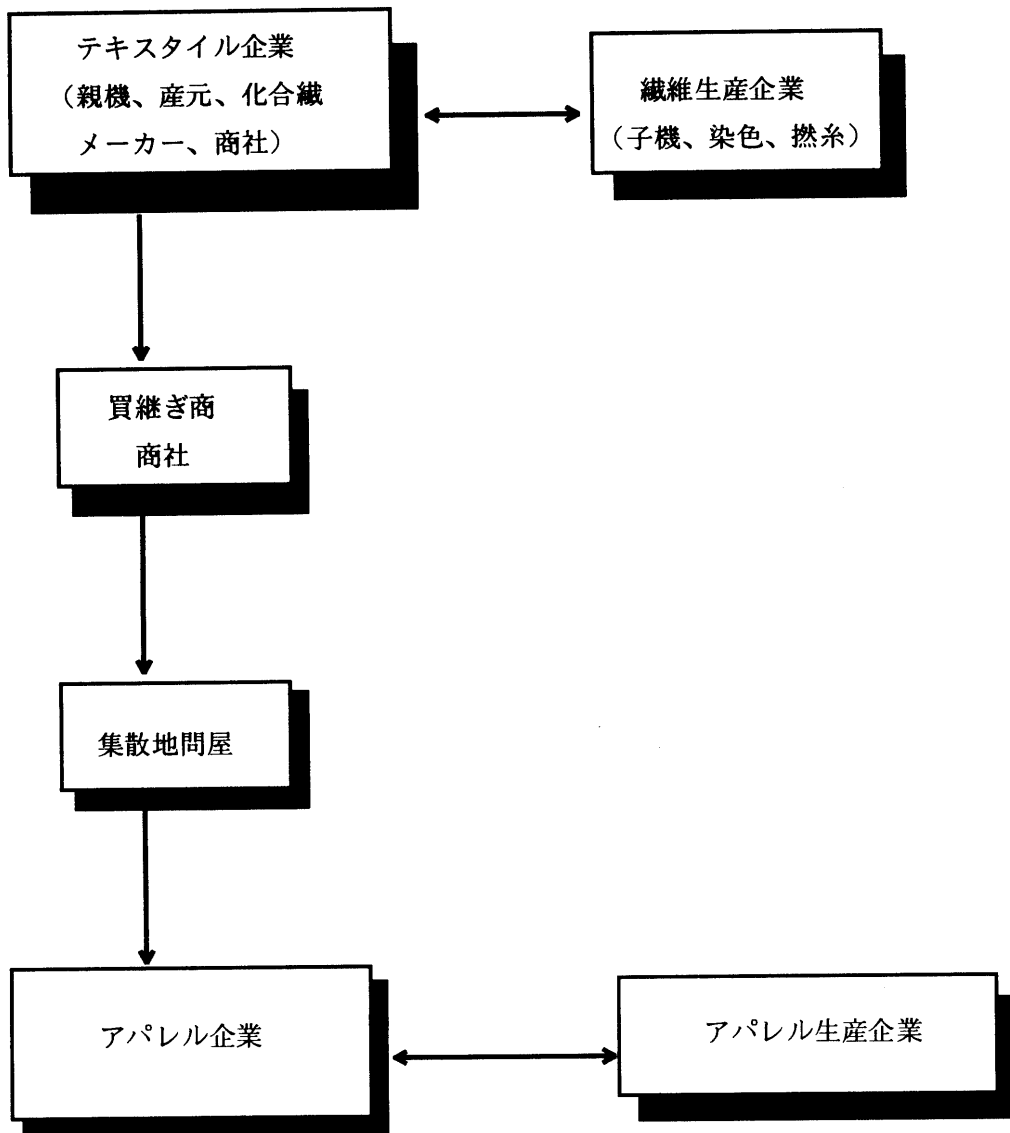 テキスタイル企業
（親機、産元、化合繊
メーカー、商社）
繊維生産企業
（子機、染色、撚糸）
買継ぎ商
商社
集散地問屋
アパレル企業
アパレル生産企業